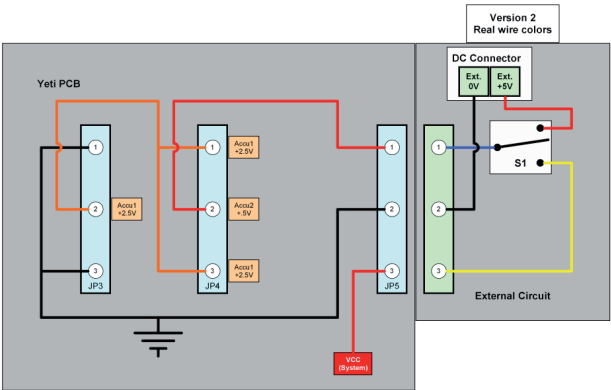 Version 2
Real wire colors
DC Connector
Ext.
0V
Ext.
+5V
Yeti PCB
1
2
3
JP3
Accu1
+2.5V
1
2
3
JP4
Accu1
+2.5V
Accu2
+.5V
Accu1
+2.5V
1
2
3
JP5
1
2
3
S1
External Circuit
VCC
(System)